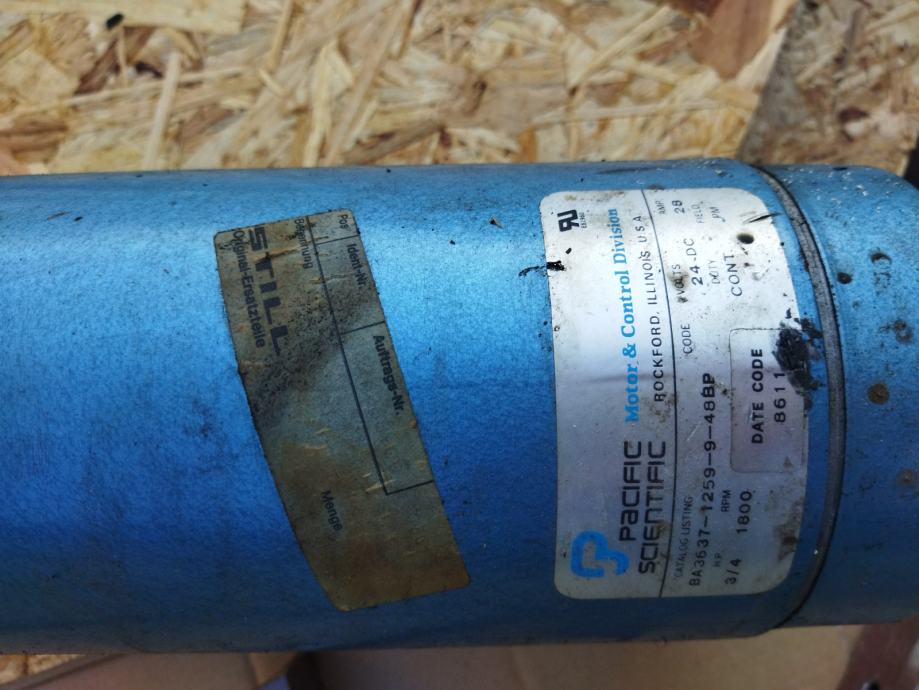 STILL
Original-Ersatzteile
Pos
Ident-Nr.
Benennung
Auftrags-Nr.
Menge
PACIFIC
SCIENTIFIC
Motor & Control Division
ROCKFORD, ILLINOIS U.S.A.
CATALOG LISTING
CODE
VOLTS
AMP
BA3637-1259-9-48BP
24-DC
28
H.P.
RPM
DUTY
FIELD
3/4
1800
CONT
PM
DATE CODE
8611